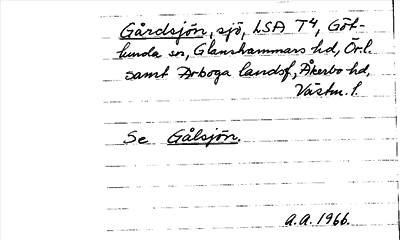 Gårdsjön, sjö, LSA T4, Göt-
lunda sn, Glanshammars hd, Ör.l.
samt Arboga landsf, Åkerbo hd,
Västm. l.
Se Gålsjön.
a.a. 1966.